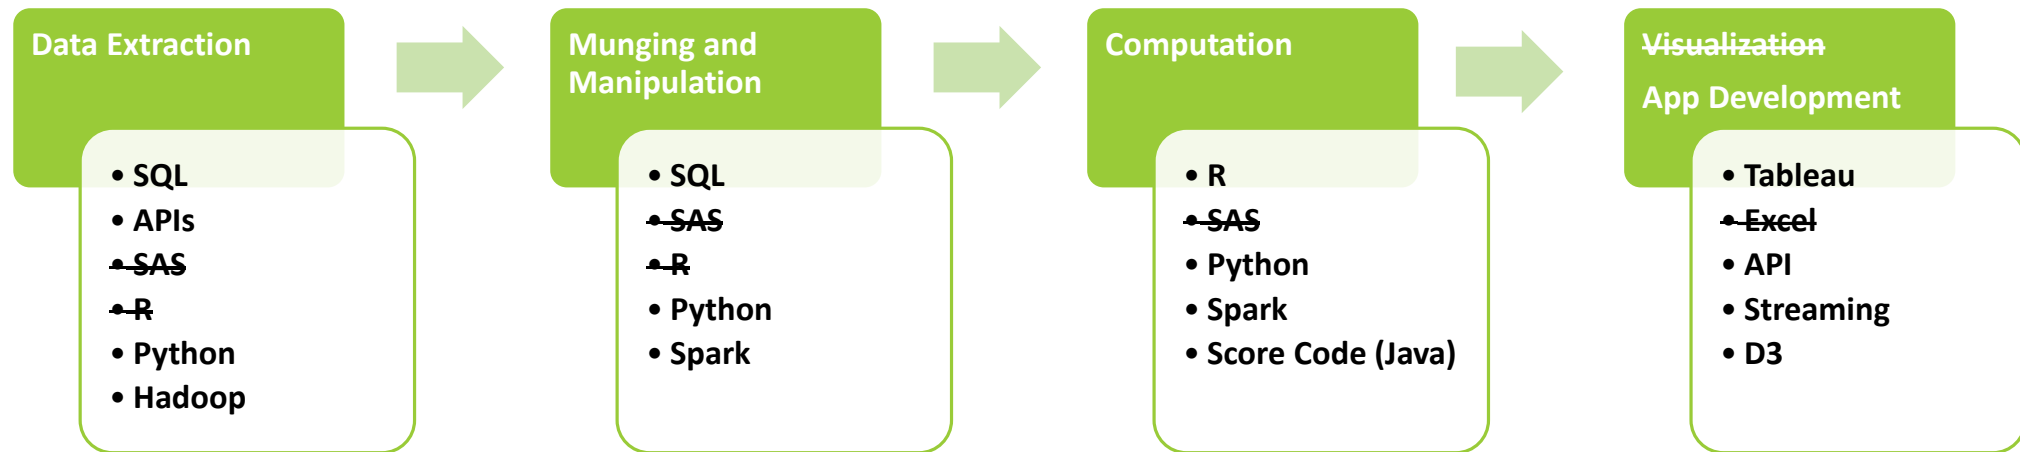 Data Extraction
• SQL
• APIs
• SAS
• R
• Python
• Hadoop
Munging and
Manipulation
• SQL
• SAS
• R
• Python
• Spark
Computation
• R
• SAS
• Python
• Spark
• Score Code (Java)
Visualization
App Development
• Tableau
• Excel
• API
• Streaming
• D3